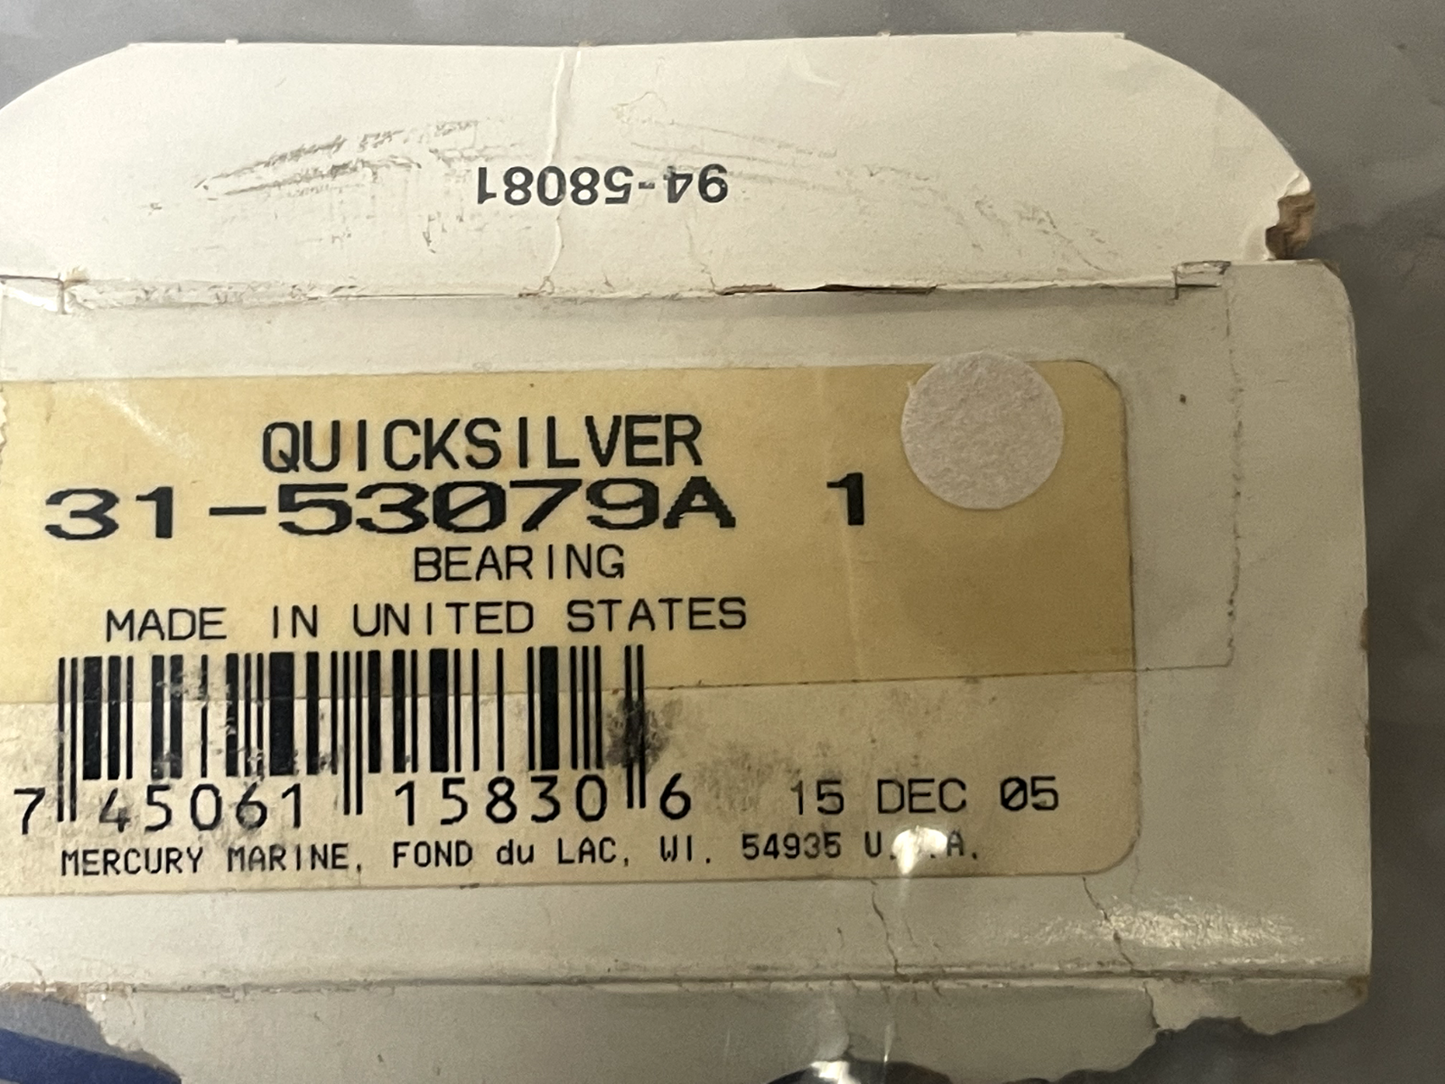 94-58081
QUICKSILVER
31-53079A 1
BEARING
MADE IN UNITED STATES
7 45061 15830 6 15 DEC 05
MERCURY MARINE, FOND du LAC, WI. 54935